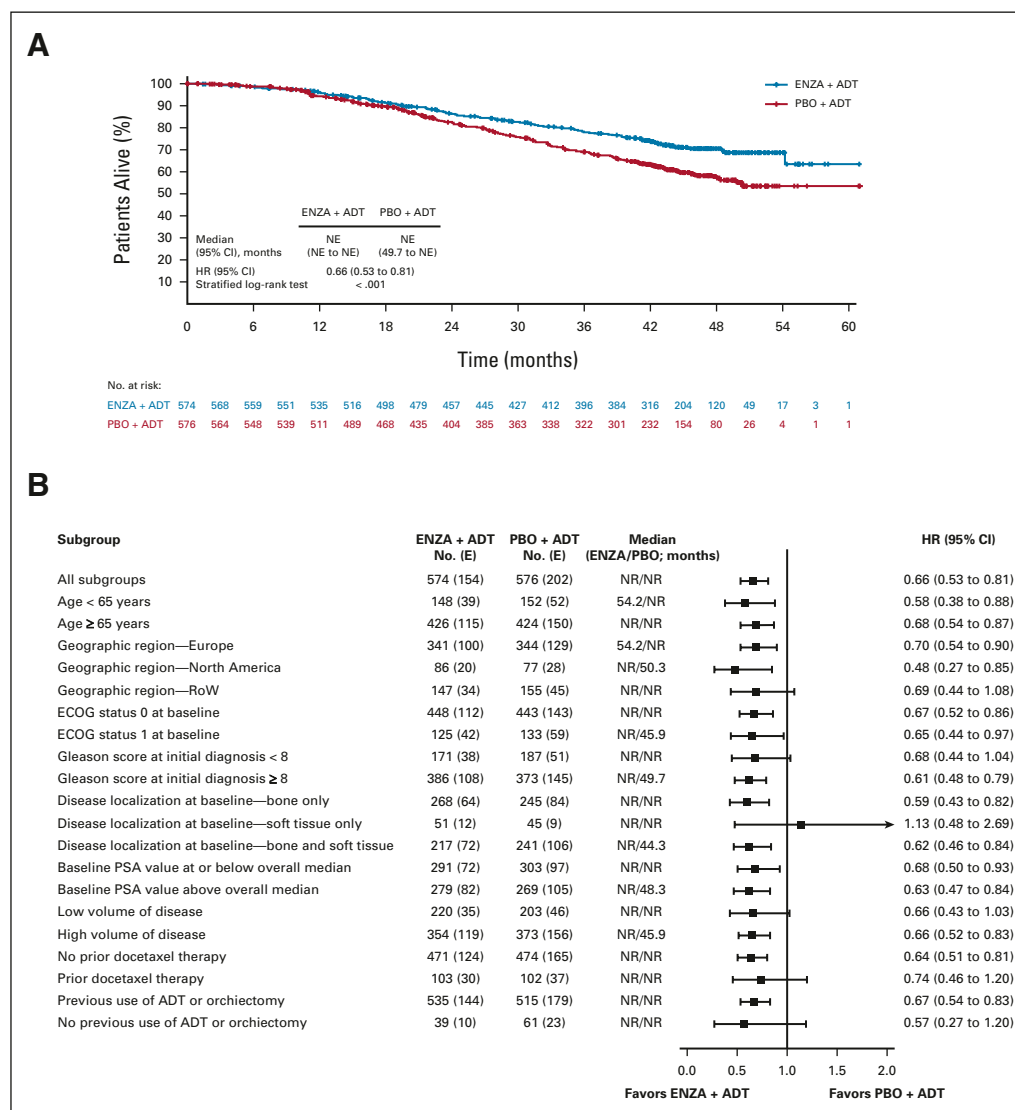 A
Patients Alive (%)
100
90
80
70
60
50
40
30
20
10
ENZA + ADT
PBO + ADT
ENZA + ADT PBO + ADT
Median NE NE
(95% CI), months (NE to NE) (49.7 to NE)
HR (95% CI) 0.66 (0.53 to 0.81)
Stratified log-rank test < .001
0 6 12 18 24 30 36 42 48 54 60
Time (months)
No. at risk:
ENZA + ADT 574 568 559 551 535 516 498 479 457 445 427 412 396 384 316 204 120 49 17 3 1
PBO + ADT 576 564 548 539 511 489 468 435 404 385 363 338 322 301 232 154 80 26 4 1 1
B
Subgroup ENZA + ADT No. (E) PBO + ADT No. (E) Median (ENZA/PBO; months) HR (95% CI)
All subgroups 574 (154) 576 (202) NR/NR 0.66 (0.53 to 0.81)
Age < 65 years 148 (39) 152 (52) 54.2/NR 0.58 (0.38 to 0.88)
Age ≥ 65 years 426 (115) 424 (150) NR/NR 0.68 (0.54 to 0.87)
Geographic region—Europe 341 (100) 344 (129) 54.2/NR 0.70 (0.54 to 0.90)
Geographic region—North America 86 (20) 77 (28) NR/50.3 0.48 (0.27 to 0.85)
Geographic region—RoW 147 (34) 155 (45) NR/NR 0.69 (0.44 to 1.08)
ECOG status 0 at baseline 448 (112) 443 (143) NR/NR 0.67 (0.52 to 0.86)
ECOG status 1 at baseline 125 (42) 133 (59) NR/45.9 0.65 (0.44 to 0.97)
Gleason score at initial diagnosis < 8 171 (38) 187 (51) NR/NR 0.68 (0.44 to 1.04)
Gleason score at initial diagnosis ≥ 8 386 (108) 373 (145) NR/49.7 0.61 (0.48 to 0.79)
Disease localization at baseline—bone only 268 (64) 245 (84) NR/NR 0.59 (0.43 to 0.82)
Disease localization at baseline—soft tissue only 51 (12) 45 (9) NR/NR 1.13 (0.48 to 2.69)
Disease localization at baseline—bone and soft tissue 217 (72) 241 (106) NR/44.3 0.62 (0.46 to 0.84)
Baseline PSA value at or below overall median 291 (72) 303 (97) NR/NR 0.68 (0.50 to 0.93)
Baseline PSA value above overall median 279 (82) 269 (105) NR/48.3 0.63 (0.47 to 0.84)
Low volume of disease 220 (35) 203 (46) NR/NR 0.66 (0.43 to 1.03)
High volume of disease 354 (119) 373 (156) NR/45.9 0.66 (0.52 to 0.83)
No prior docetaxel therapy 471 (124) 474 (165) NR/NR 0.64 (0.51 to 0.81)
Prior docetaxel therapy 103 (30) 102 (37) NR/NR 0.74 (0.46 to 1.20)
Previous use of ADT or orchiectomy 535 (144) 515 (179) NR/NR 0.67 (0.54 to 0.83)
No previous use of ADT or orchiectomy 39 (10) 61 (23) NR/NR 0.57 (0.27 to 1.20)
0.0 0.5 1.0 1.5 2.0
Favors ENZA + ADT Favors PBO + ADT